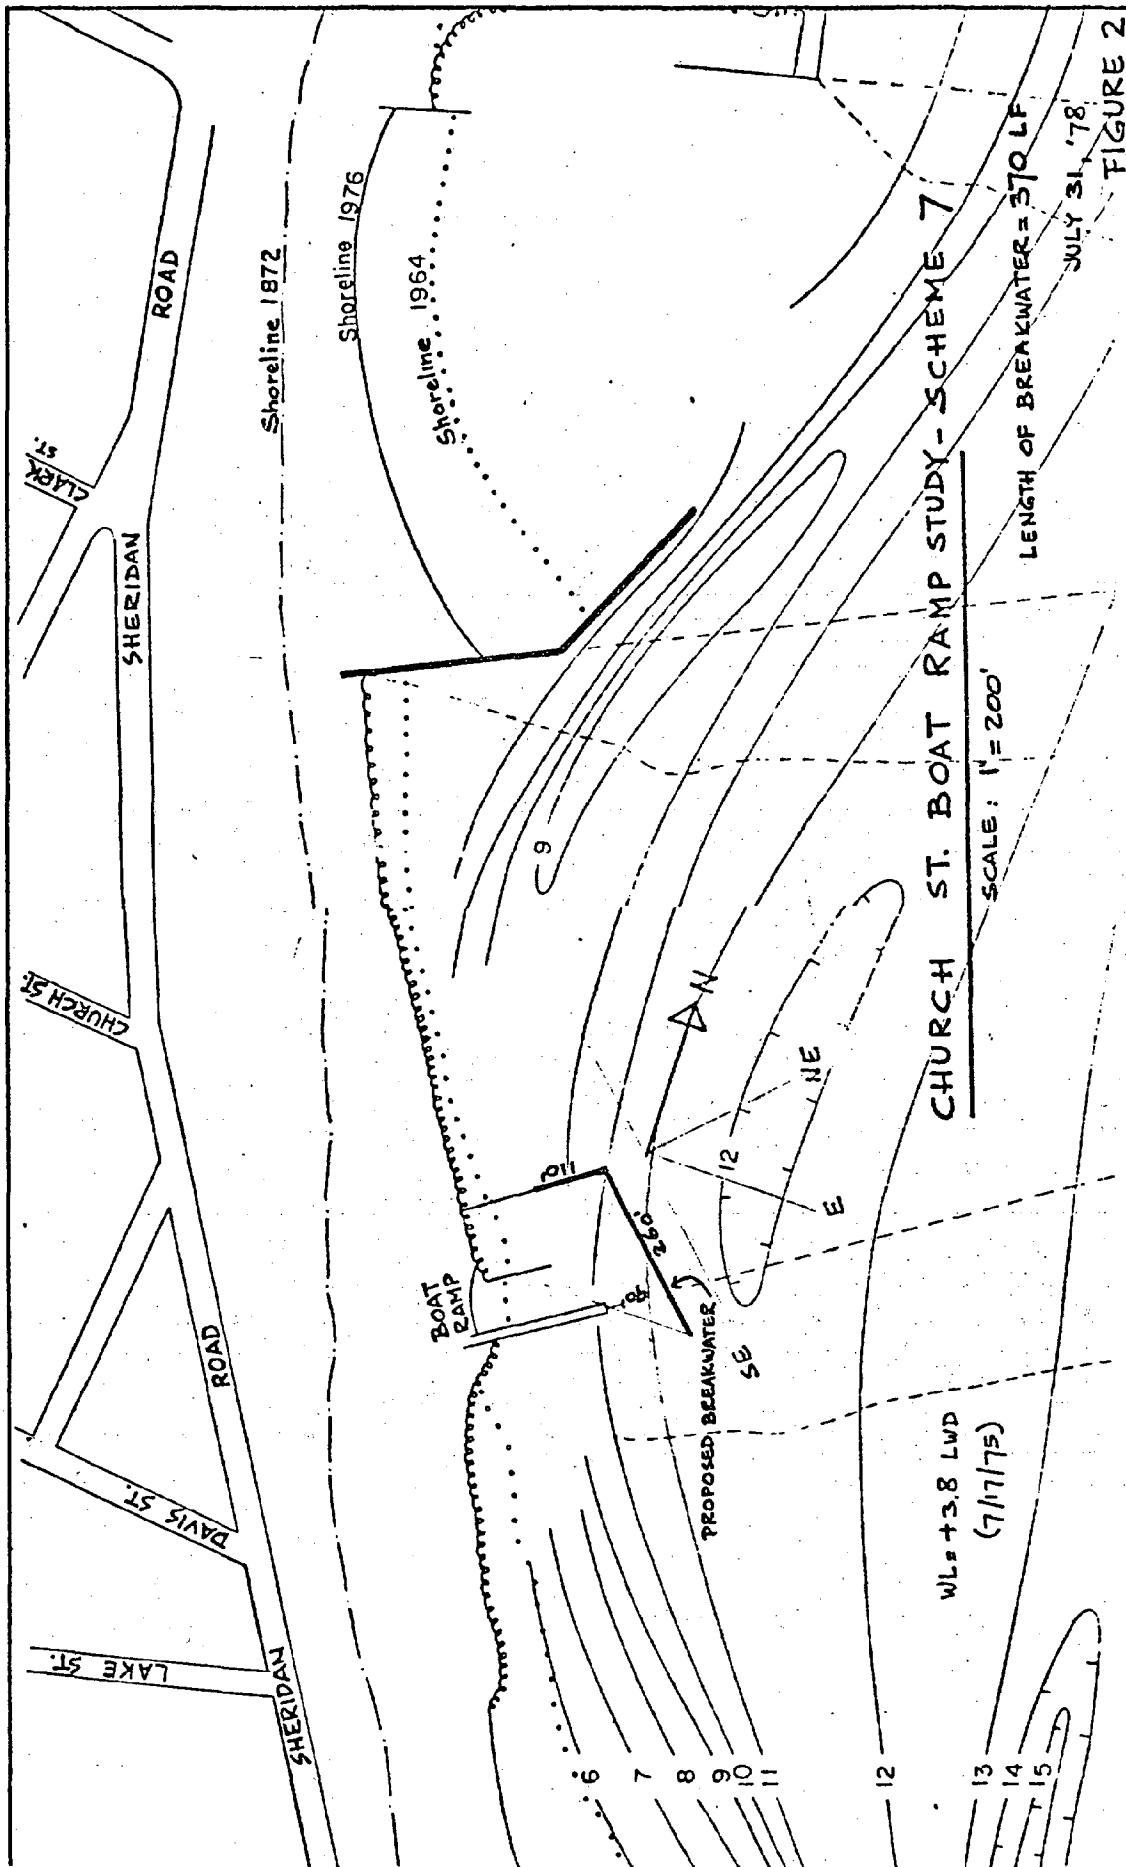 LAKE ST.
DAVIS ST.
CHURCH ST.
CLARK
ST.
SHERIDAN
ROAD
SHERIDAN
ROAD
Shoreline 1872
Shoreline 1976
Shoreline 1964
BOAT
RAMP
110'
260'
PROPOSED BREAKWATER
N
NE
E
SE
9
12
6
7
8
9
10
11
12
13
14
15
WL=+3.8 LWD
(7/17/75)
CHURCH ST. BOAT RAMP STUDY - SCHEME 7
SCALE: 1"=200'
LENGTH OF BREAKWATER=370 LF
JULY 31, '78
FIGURE 2